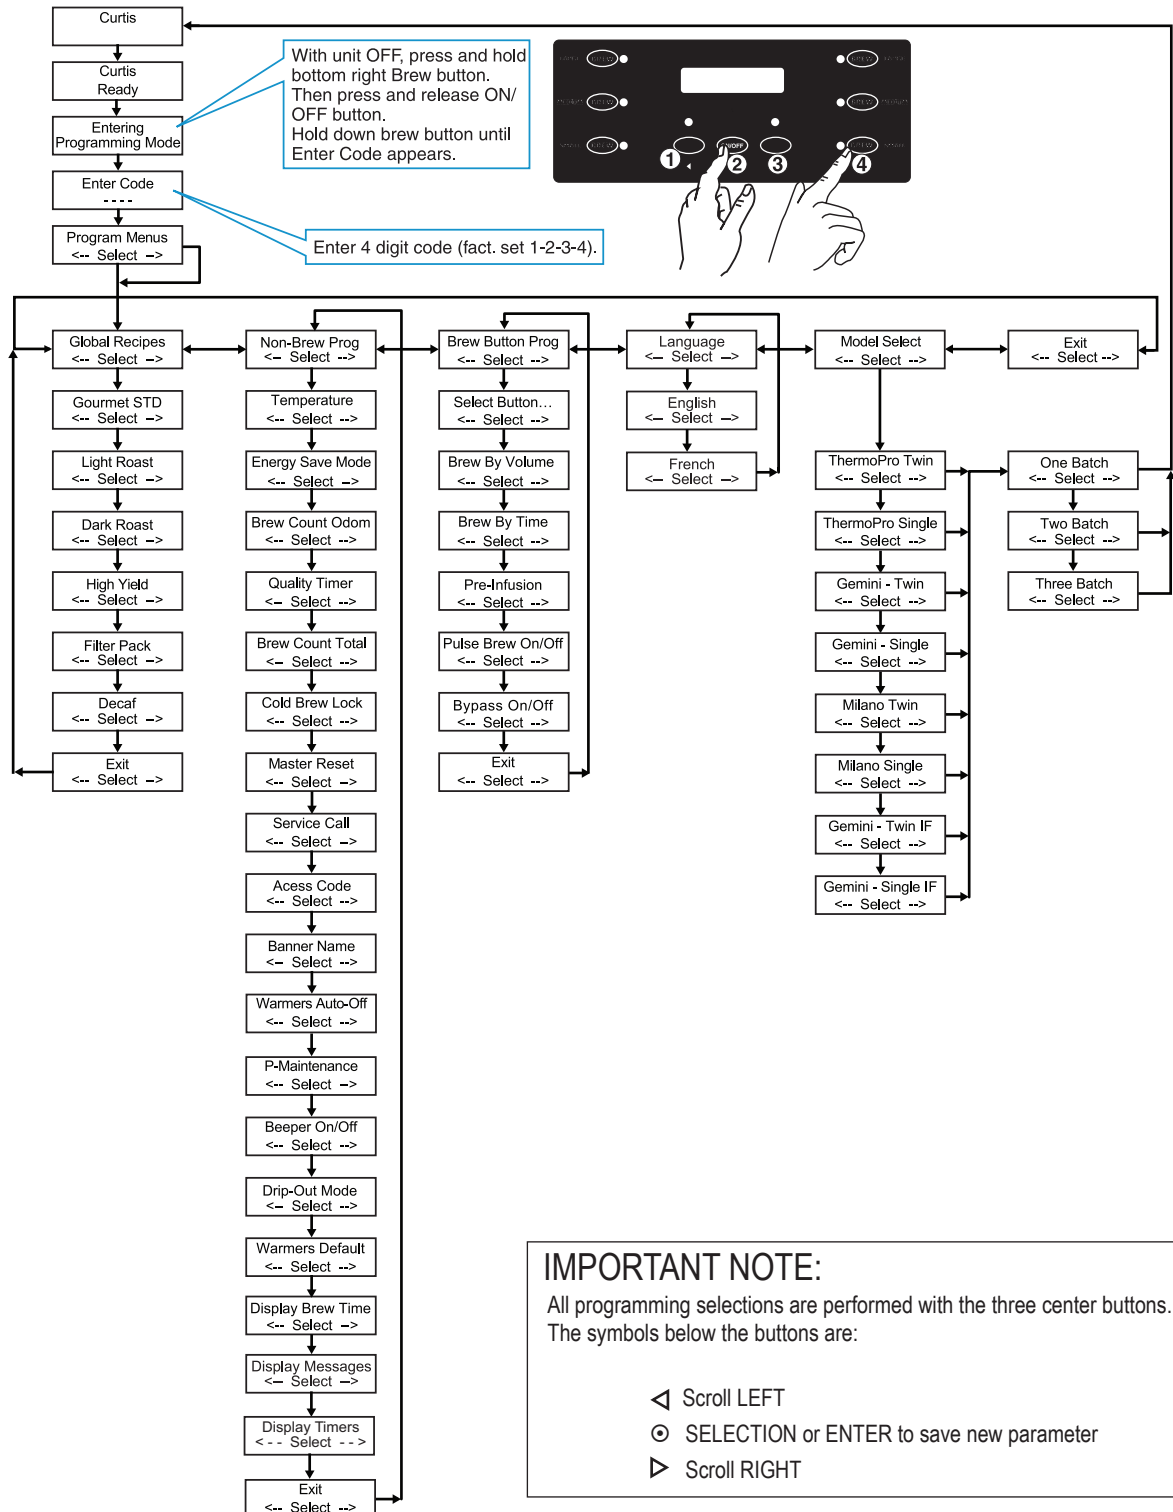 Curtis
Curtis
Ready
Entering
Programming Mode
With unit OFF, press and hold
bottom right Brew button.
Then press and release ON/
OFF button.
Hold down brew button until
Enter Code appears.
Enter Code
- - - -
Enter 4 digit code (fact. set 1-2-3-4).
Program Menus
<-- Select -->
BREW
BREW
BREW
BREW
BREW
BREW
ON/OFF
1
2
3
4
Global Recipes
<-- Select -->
Gourmet STD
<-- Select -->
Light Roast
<-- Select -->
Dark Roast
<-- Select -->
High Yield
<-- Select -->
Filter Pack
<-- Select -->
Decaf
<-- Select -->
Exit
<-- Select -->
Non-Brew Prog
<-- Select -->
Temperature
<-- Select -->
Energy Save Mode
<-- Select -->
Brew Count Odom
<-- Select -->
Quality Timer
<-- Select -->
Brew Count Total
<-- Select -->
Cold Brew Lock
<-- Select -->
Master Reset
<-- Select -->
Service Call
<-- Select -->
Acess Code
<-- Select -->
Banner Name
<-- Select -->
Warmers Auto-Off
<-- Select -->
P-Maintenance
<-- Select -->
Beeper On/Off
<-- Select -->
Drip-Out Mode
<-- Select -->
Warmers Default
<-- Select -->
Display Brew Time
<-- Select -->
Display Messages
<-- Select -->
Display Timers
<-- Select -->
Exit
<-- Select -->
Brew Button Prog
<-- Select -->
Select Button...
<-- Select -->
Brew By Volume
<-- Select -->
Brew By Time
<-- Select -->
Pre-Infusion
<-- Select -->
Pulse Brew On/Off
<-- Select -->
Bypass On/Off
<-- Select -->
Exit
<-- Select -->
Language
<-- Select -->
English
<-- Select -->
French
<-- Select -->
Model Select
<-- Select -->
ThermoPro Twin
<-- Select -->
ThermoPro Single
<-- Select -->
Gemini - Twin
<-- Select -->
Gemini - Single
<-- Select -->
Milano Twin
<-- Select -->
Milano Single
<-- Select -->
Gemini - Twin IF
<-- Select -->
Gemini - Single IF
<-- Select -->
Exit
<-- Select -->
One Batch
<-- Select -->
Two Batch
<-- Select -->
Three Batch
<-- Select -->
IMPORTANT NOTE:
All programming selections are performed with the three center buttons.
The symbols below the buttons are:
Scroll LEFT
SELECTION or ENTER to save new parameter
Scroll RIGHT